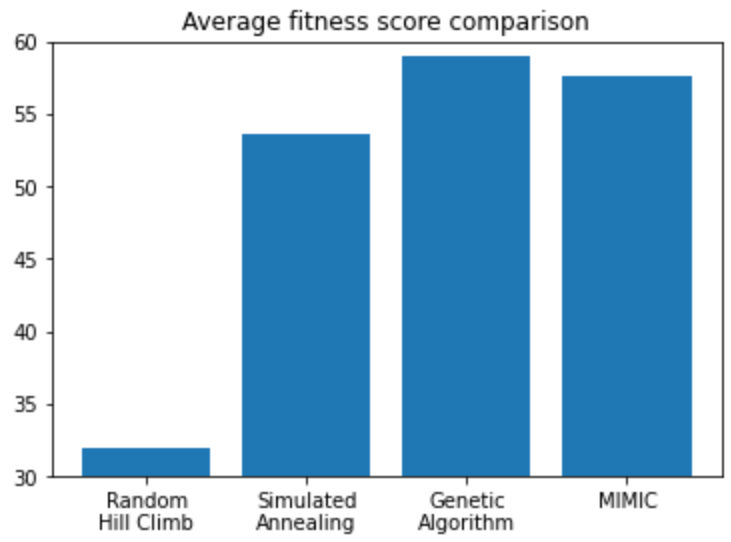 Average fitness score comparison
60
55
50
45
40
35
30
Random
Hill Climb
Simulated
Annealing
Genetic
Algorithm
MIMIC